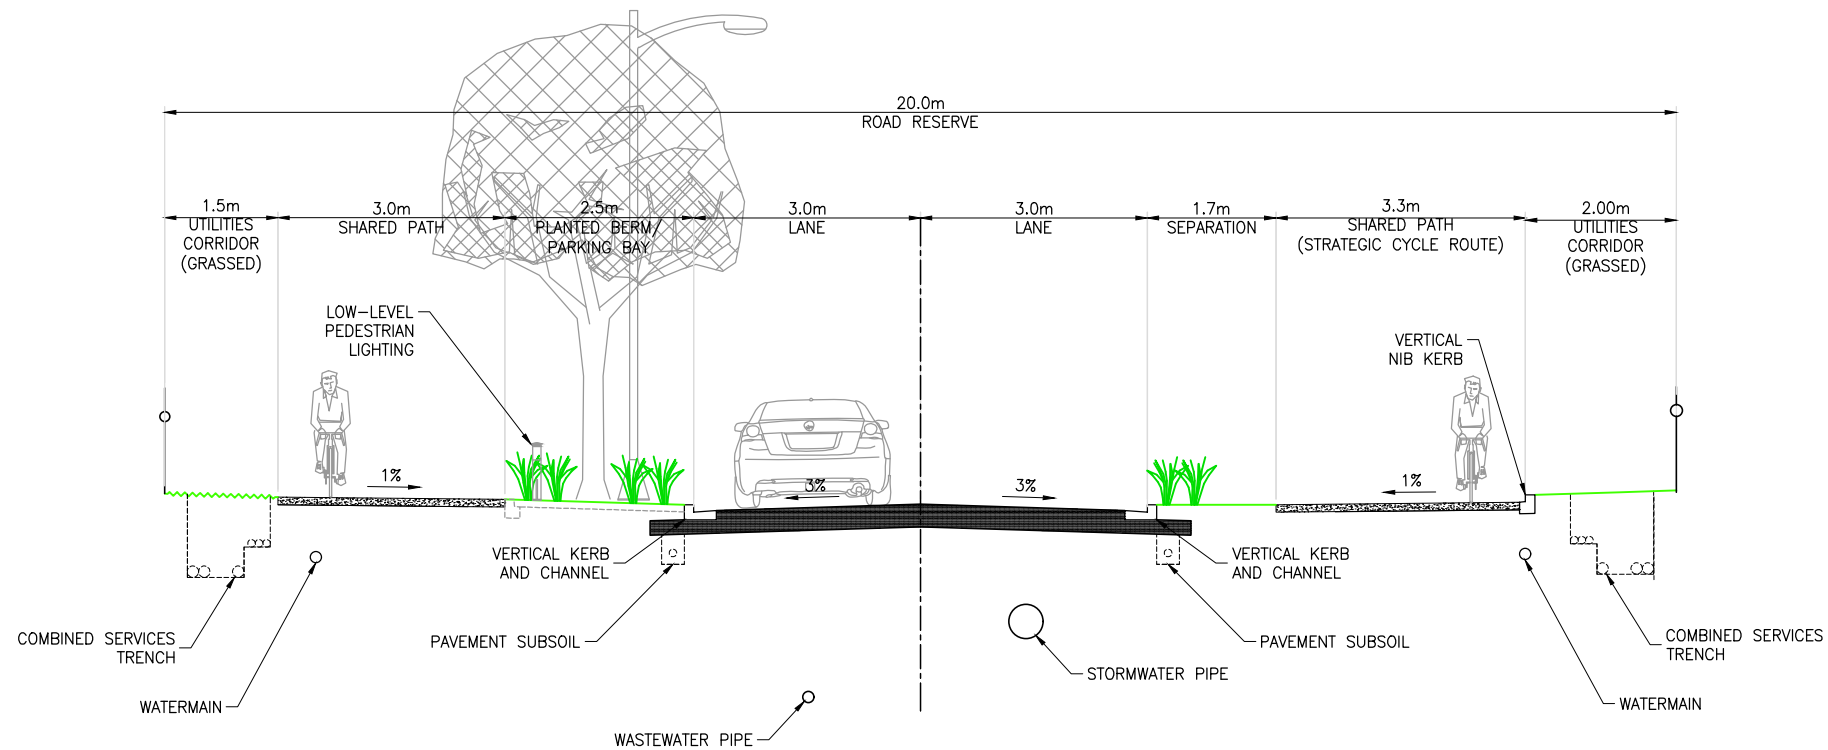 20.0m
ROAD RESERVE
1.5m
UTILITIES
CORRIDOR
(GRASSED)
3.0m
SHARED PATH
2.5m
PLANTED BERM/
PARKING BAY
3.0m
LANE
3.0m
LANE
1.7m
SEPARATION
3.3m
SHARED PATH
(STRATEGIC CYCLE ROUTE)
2.00m
UTILITIES
CORRIDOR
(GRASSED)
LOW-LEVEL
PEDESTRIAN
LIGHTING
VERTICAL
NIB KERB
1%
3%
3%
1%
VERTICAL KERB
AND CHANNEL
VERTICAL KERB
AND CHANNEL
COMBINED SERVICES
TRENCH
PAVEMENT SUBSOIL
PAVEMENT SUBSOIL
COMBINED SERVICES
TRENCH
STORMWATER PIPE
WATERMAIN
WATERMAIN
WASTEWATER PIPE